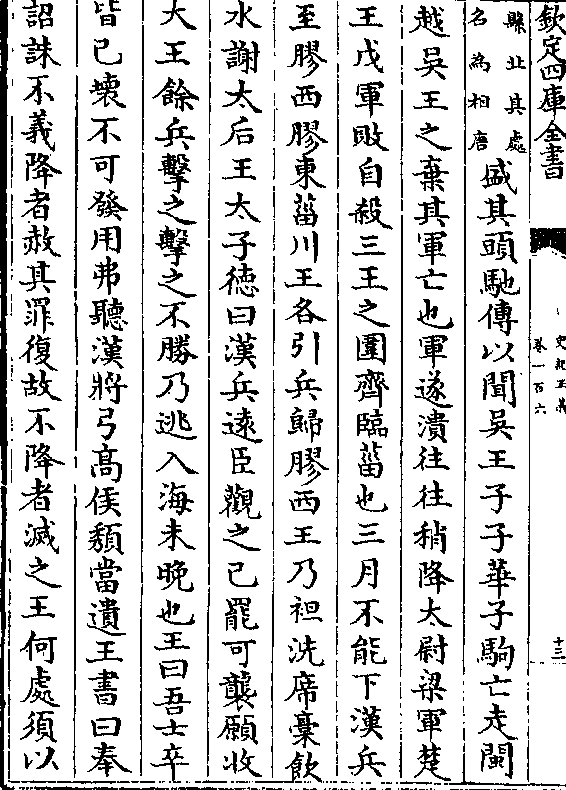 欽定四庫全書
史記正義
卷一百六
十三
縣北其處
名為相唐
盛其頭馳傳以聞吳王子子華子駒亡走閩
越吳王之棄其軍亡也軍遂潰往往稍降太尉梁軍楚
王戊軍敗自殺三王之圍齊臨菑也三月不能下漢兵
至膠西膠東菑川王各引兵歸膠西王乃袒洗席稾飲
水謝太后王太子徳曰漢兵逺臣觀之已罷可襲願收
大王餘兵擊之擊之不勝乃逃入海未晩也王曰吾士卒
皆已壊不可發用弗聽漢將弓髙侯頽當遺王書曰奉
詔誅不義降者赦其罪復故不降者滅之王何處須以